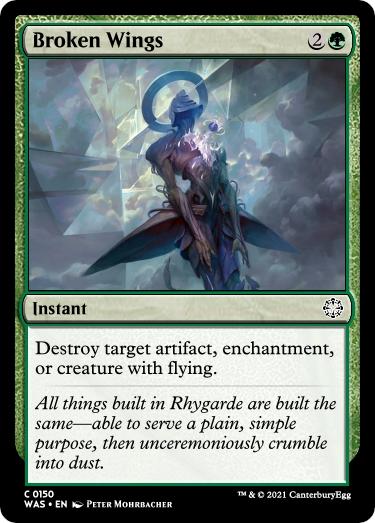 Broken Wings 2
Instant
Destroy target artifact, enchantment,
or creature with flying.
All things built in Rhygarde are built the
same—able to serve a plain, simple
purpose, then unceremoniously crumble
into dust.
C 0150
WAS • EN Peter Mohrbacher ™ & © 2021 CanterburyEgg